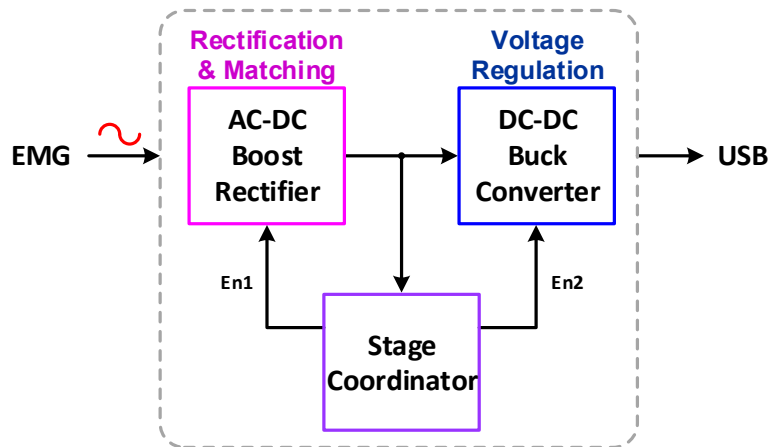 Rectification
& Matching
Voltage
Regulation
EMG
AC-DC
Boost
Rectifier
DC-DC
Buck
Converter
USB
En1
En2
Stage
Coordinator